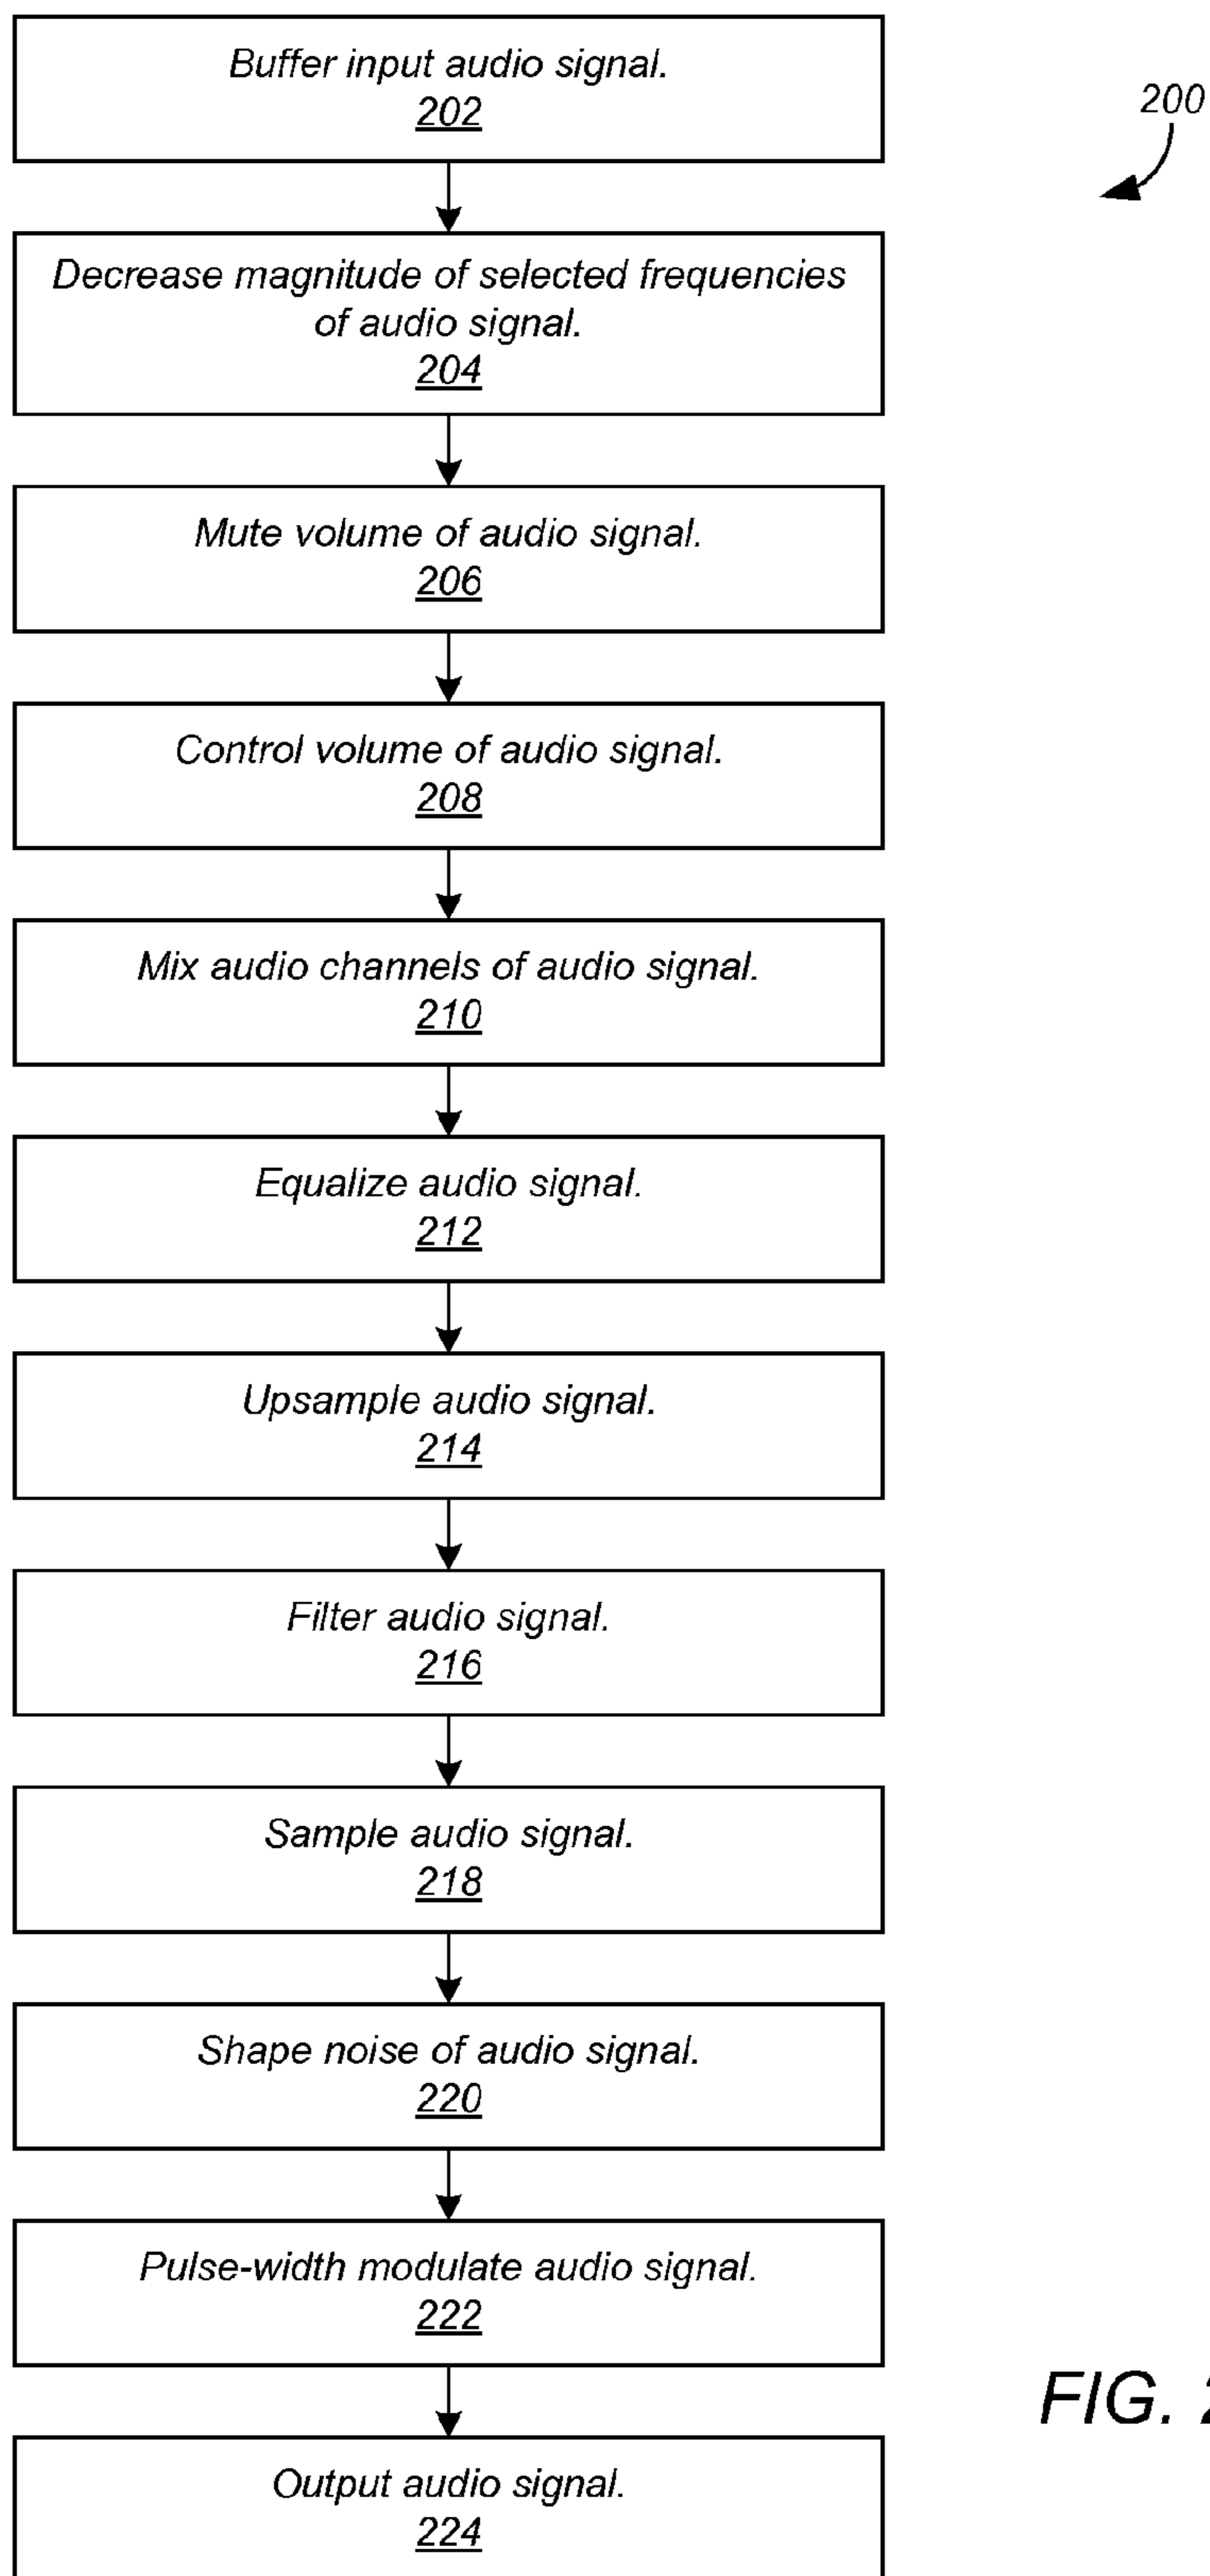 Buffer input audio signal.
202
200
Decrease magnitude of selected frequencies
of audio signal.
204
Mute volume of audio signal.
206
Control volume of audio signal.
208
Mix audio channels of audio signal.
210
Equalize audio signal.
212
Upsample audio signal.
214
Filter audio signal.
216
Sample audio signal.
218
Shape noise of audio signal.
220
Pulse-width modulate audio signal.
222
FIG.
Output audio signal.
224